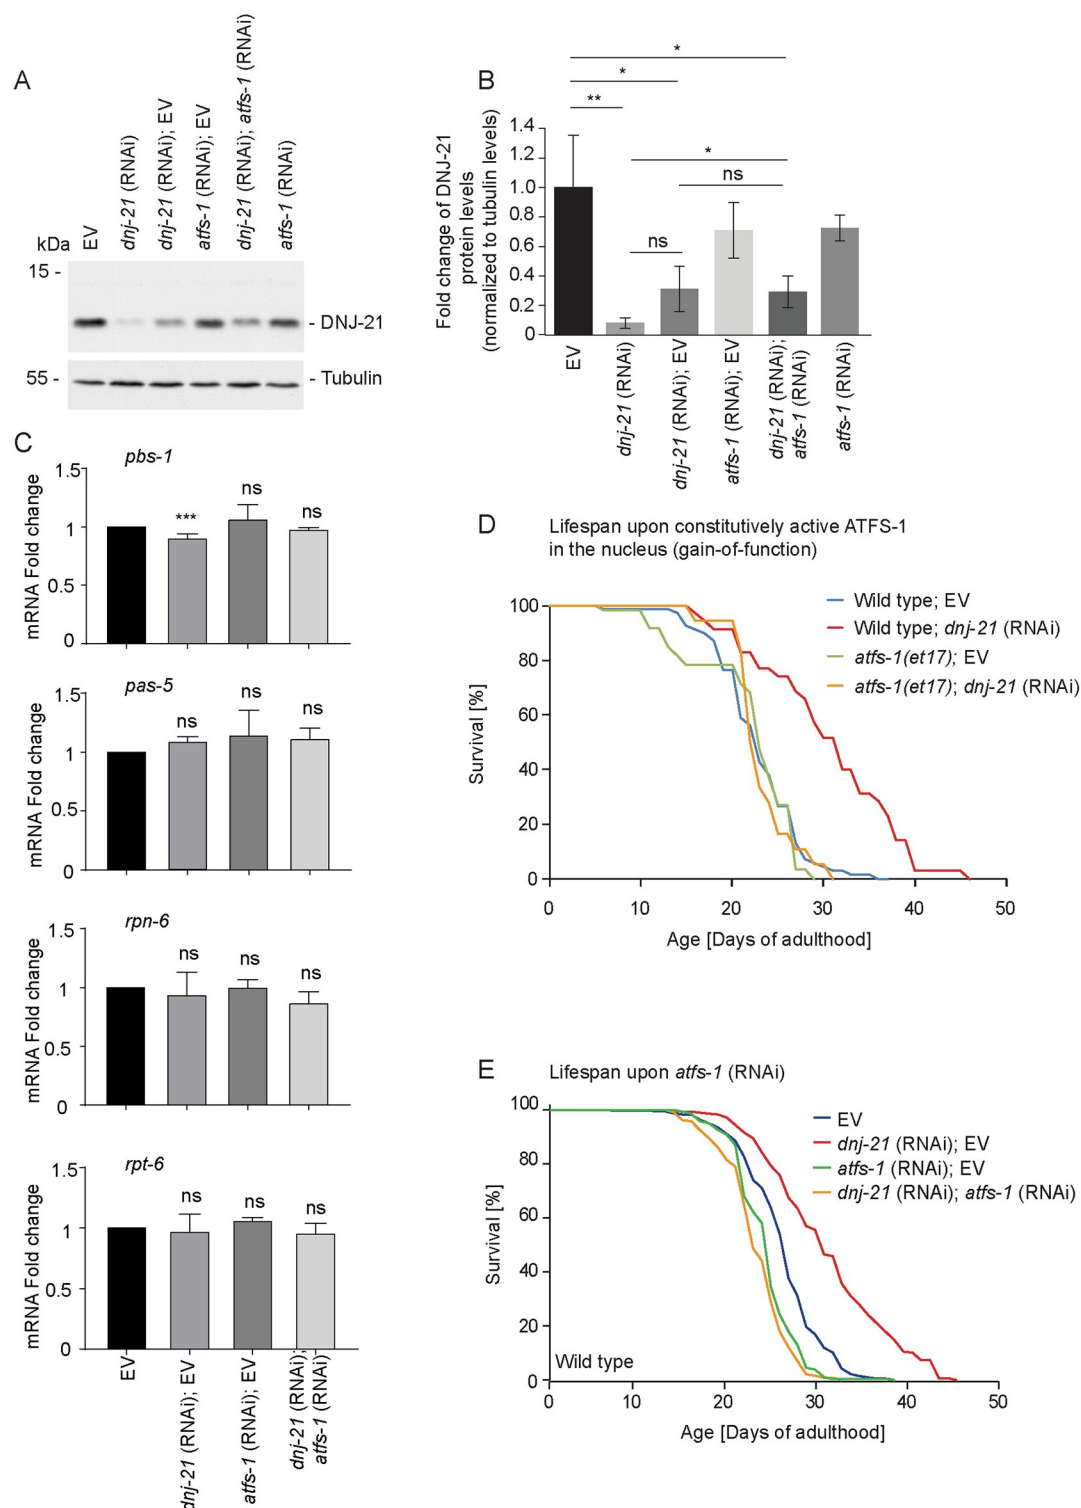 A
kDa
EV
dnj-21 (RNAi)
dnj-21 (RNAi); EV
atfs-1 (RNAi); EV
dnj-21 (RNAi); atfs-1 (RNAi)
atfs-1 (RNAi)
15 -
- DNJ-21
55 -
- Tubulin
B
Fold change of DNJ-21
protein levels
(normalized to tubulin levels)
*
*
**
*
ns
ns
1.4
1.2
1.0
0.8
0.6
0.4
0.2
0
EV
dnj-21 (RNAi)
dnj-21 (RNAi); EV
atfs-1 (RNAi); EV
dnj-21 (RNAi);
atfs-1 (RNAi)
atfs-1 (RNAi)
C
pbs-1
mRNA Fold change
1.5
1
0.5
0
***
ns
ns
pas-5
mRNA Fold change
1.5
1
0.5
0
ns
ns
ns
rpn-6
mRNA Fold change
1.5
1
0.5
0
ns
ns
ns
rpt-6
mRNA Fold change
1.5
1
0.5
0
ns
ns
ns
EV
dnj-21 (RNAi); EV
atfs-1 (RNAi); EV
dnj-21 (RNAi);
atfs-1 (RNAi)
D
Lifespan upon constitutively active ATFS-1
in the nucleus (gain-of-function)
Wild type; EV
Wild type; dnj-21 (RNAi)
atfs-1(et17); EV
atfs-1(et17); dnj-21 (RNAi)
Survival [%]
100
80
60
40
20
0
0 10 20 30 40 50
Age [Days of adulthood]
E
Lifespan upon atfs-1 (RNAi)
EV
dnj-21 (RNAi); EV
atfs-1 (RNAi); EV
dnj-21 (RNAi); atfs-1 (RNAi)
Survival [%]
100
80
60
40
20
0
Wild type
0 10 20 30 40 50
Age [Days of adulthood]